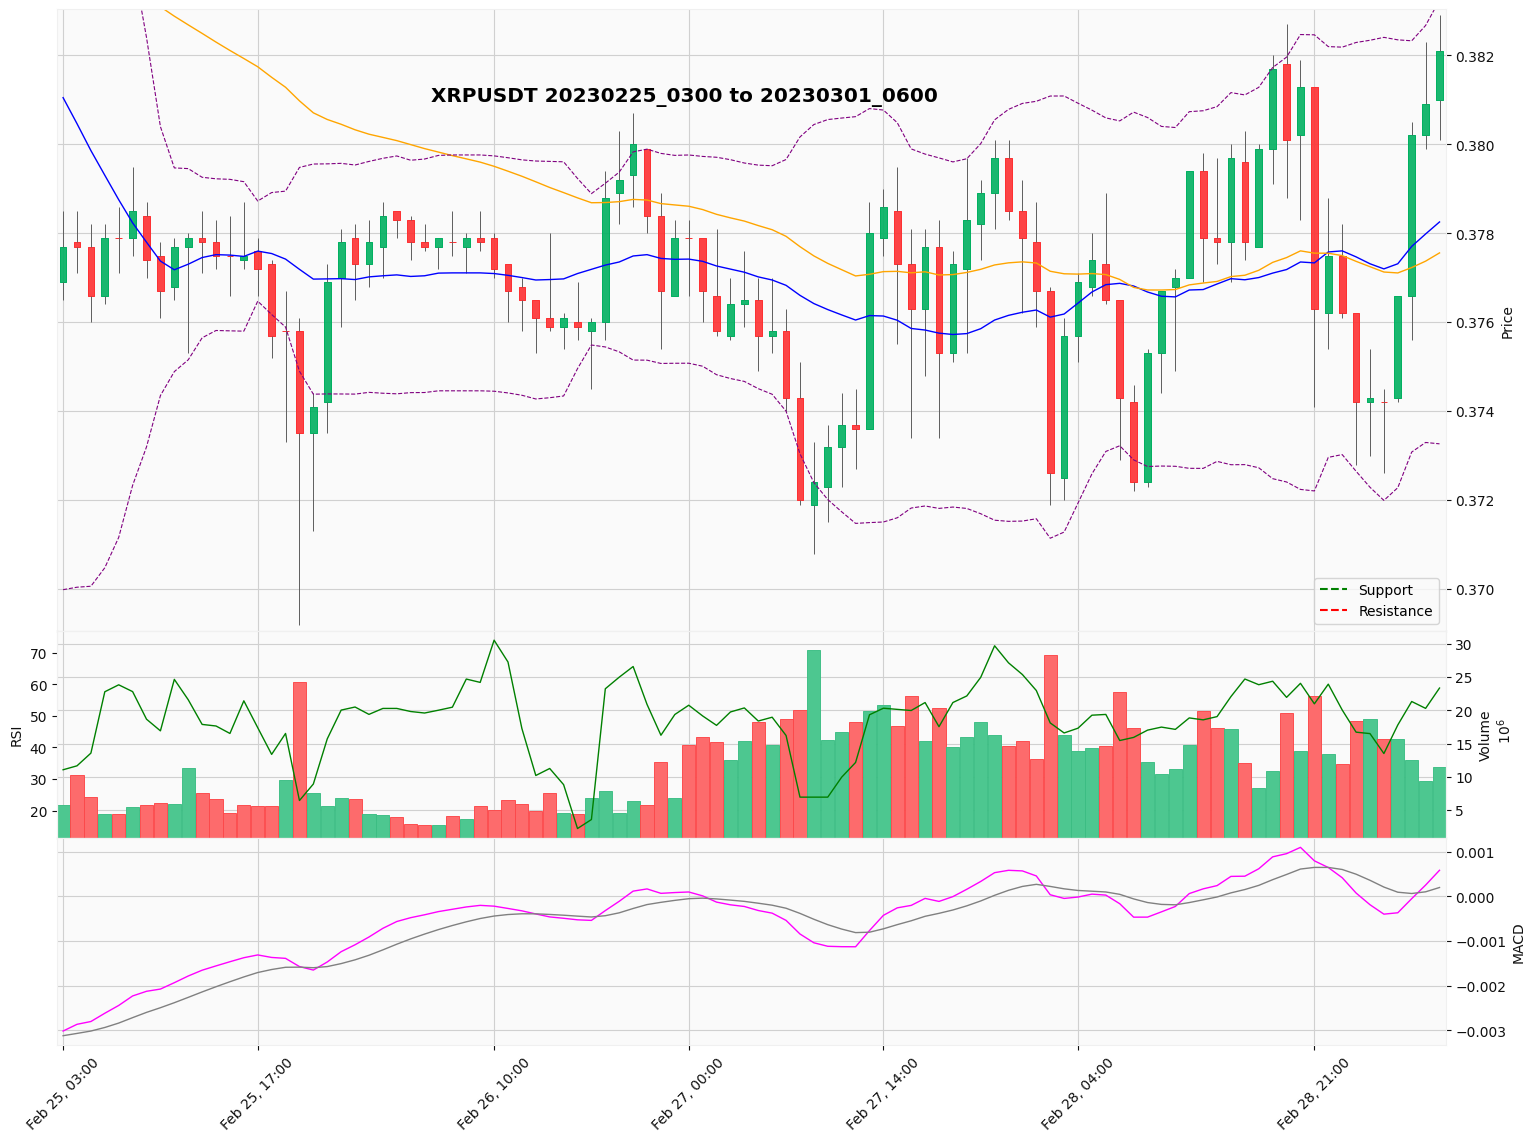 XRPUSDT 20230225_0300 to 20230301_0600
0.382
0.380
0.378
0.376
0.374
0.372
0.370
Price
Support
Resistance
70
60
50
40
30
20
RSI
30
25
20
15
10
5
Volume
10^6
0.001
0.000
−0.001
−0.002
−0.003
MACD
Feb 25, 03:00
Feb 25, 17:00
Feb 26, 10:00
Feb 27, 00:00
Feb 27, 14:00
Feb 28, 04:00
Feb 28, 21:00